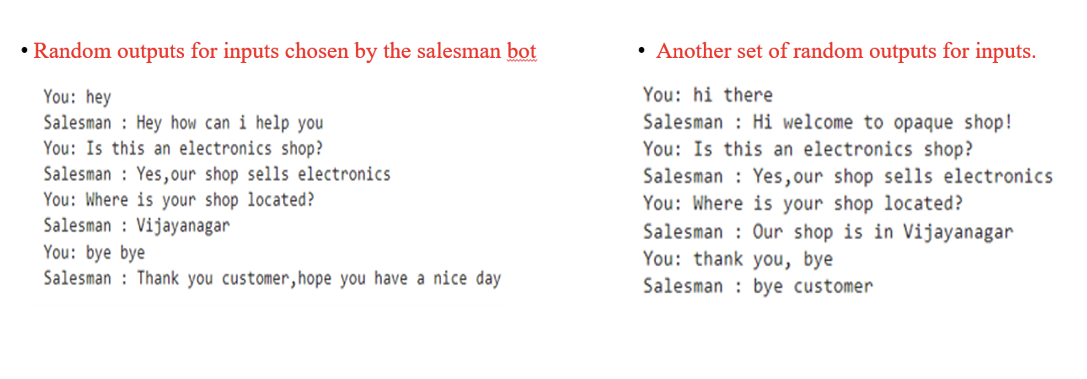 • Random outputs for inputs chosen by the salesman bot
You: hey
Salesman : Hey how can i help you
You: Is this an electronics shop?
Salesman : Yes,our shop sells electronics
You: Where is your shop located?
Salesman : Vijayanagar
You: bye bye
Salesman : Thank you customer,hope you have a nice day
• Another set of random outputs for inputs.
You: hi there
Salesman : Hi welcome to opaque shop!
You: Is this an electronics shop?
Salesman : Yes,our shop sells electronics
You: Where is your shop located?
Salesman : Our shop is in Vijayanagar
You: thank you, bye
Salesman : bye customer